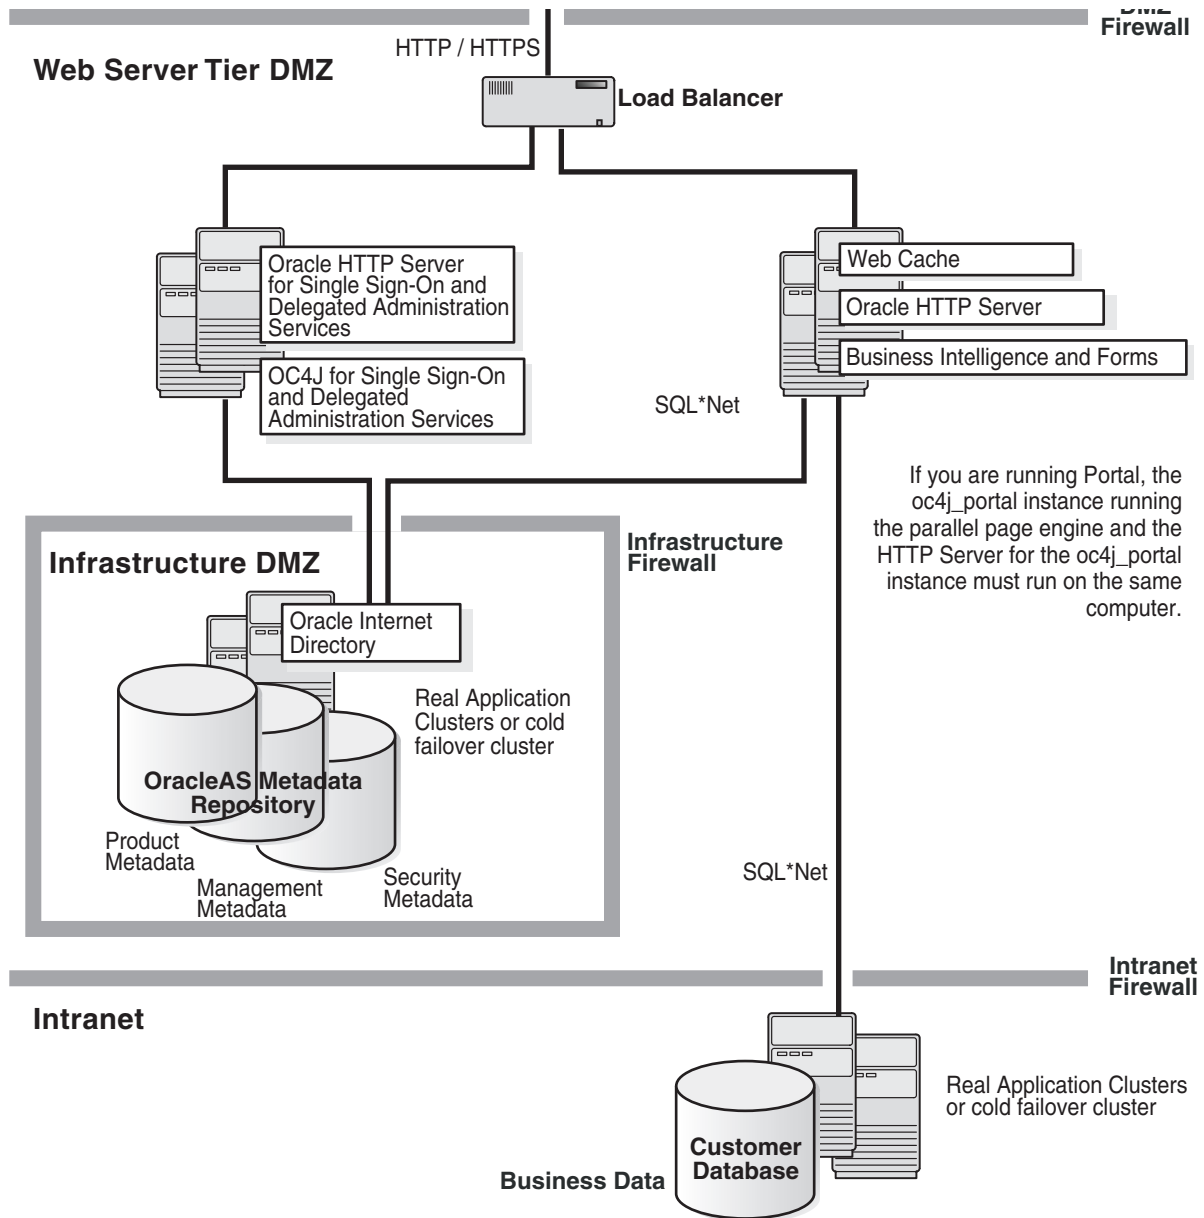 DMZ
Firewall
HTTP / HTTPS
Web Server Tier DMZ
Load Balancer
Oracle HTTP Server
for Single Sign-On and
Delegated Administration
Services
OC4J for Single Sign-On
and Delegated
Administration Services
Web Cache
Oracle HTTP Server
Business Intelligence and Forms
SQL*Net
If you are running Portal, the
oc4j_portal instance running
the parallel page engine and the
HTTP Server for the oc4j_portal
instance must run on the same
computer.
Infrastructure
Firewall
Infrastructure DMZ
Oracle Internet
Directory
Real Application
Clusters or cold
failover cluster
OracleAS Metadata
Repository
Product
Metadata
Management
Metadata
Security
Metadata
SQL*Net
Intranet
Firewall
Intranet
Real Application Clusters
or cold failover cluster
Customer
Database
Business Data